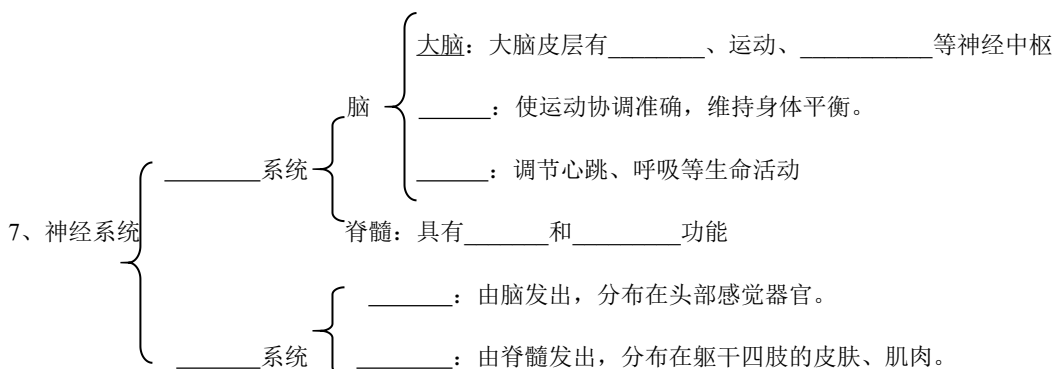 大脑：大脑皮层有________、运动、___________等神经中枢
脑
______：使运动协调准确，维持身体平衡。
________系统
______：调节心跳、呼吸等生命活动
7、神经系统
脊髓：具有_______和_________功能
_______：由脑发出，分布在头部感觉器官。
_______系统
________：由脊髓发出，分布在躯干四肢的皮肤、肌肉。